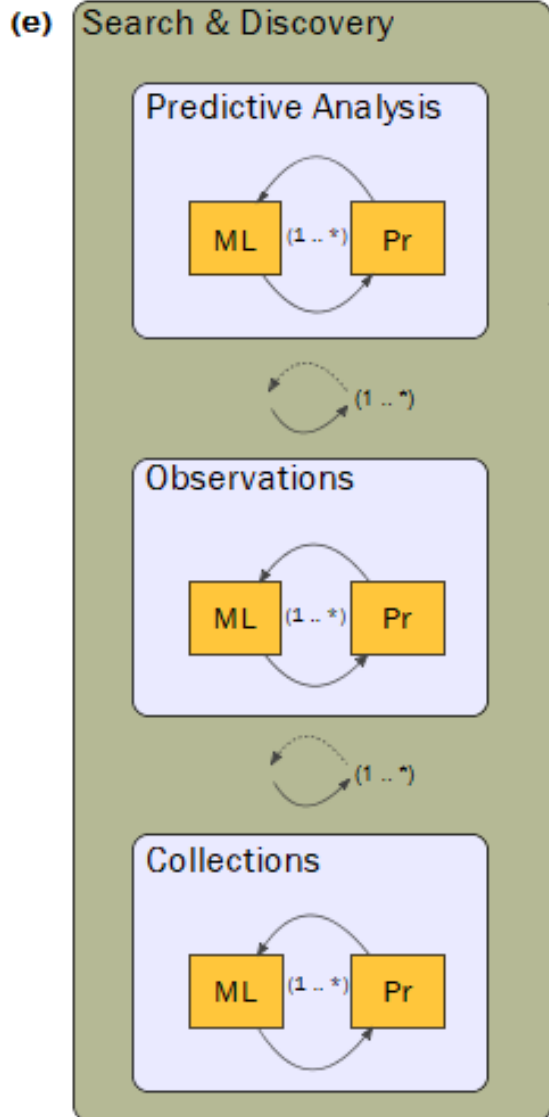 (e) Search & Discovery
Predictive Analysis
ML (1 .. *) Pr
(1 .. *)
Observations
ML (1 .. *) Pr
(1 .. *)
Collections
ML (1 .. *) Pr